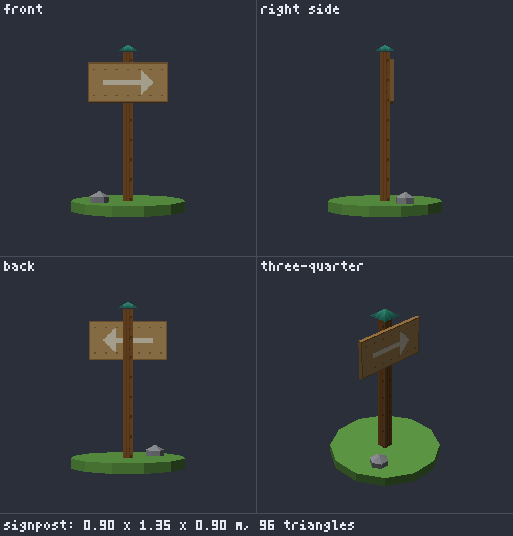 front
right side
back
three-quarter
signpost: 0.90 x 1.35 x 0.90 m, 96 triangles